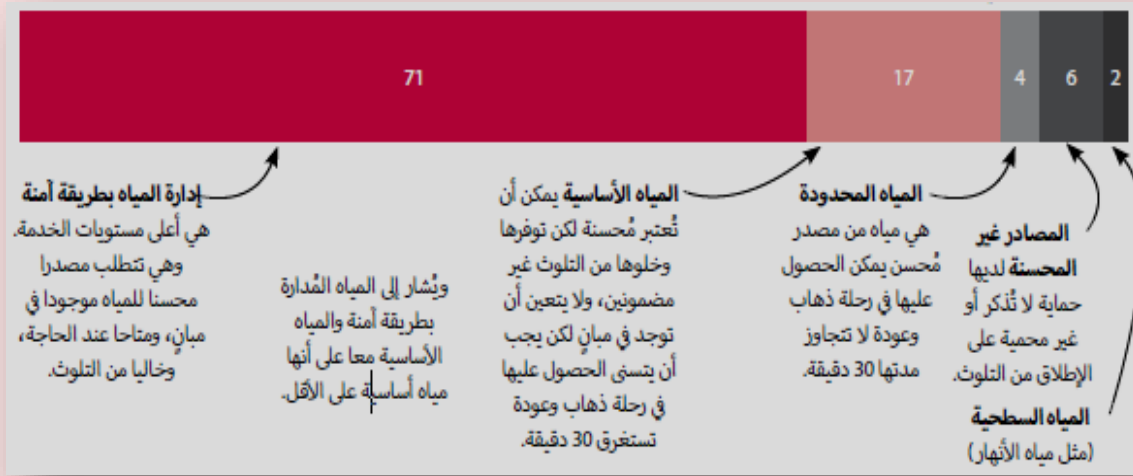 71
17
4
6
2
إدارة المياه بطريقة آمنة
هي أعلى مستويات الخدمة.
وهي تتطلب مصدرا
محسنا للمياه موجودا في
مبانٍ، ومتاحا عند الحاجة،
وخاليا من التلوث.
ويُشار إلى المياه المُدارة
بطريقة آمنة والمياه
الأساسية معا على أنها
مياه أساسية على الأقل.
المياه الأساسية يمكن أن
تُعتبر مُحسنة لكن توفرها
وخلوها من التلوث غير
مضمونين، ولا يتعين أن
توجد في مبانٍ لكن يجب
أن يتسنى الحصول عليها
في رحلة ذهاب وعودة
تستغرق 30 دقيقة.
المياه المحدودة
هي مياه من مصدر
مُحسن يمكن الحصول
عليها في رحلة ذهاب
وعودة لا تتجاوز
مدتها 30 دقيقة.
المصادر غير
المحسنة لديها
حماية لا تُذكر أو
غير محمية على
الإطلاق من التلوث.
المياه السطحية
(مثل مياه الأنهار)